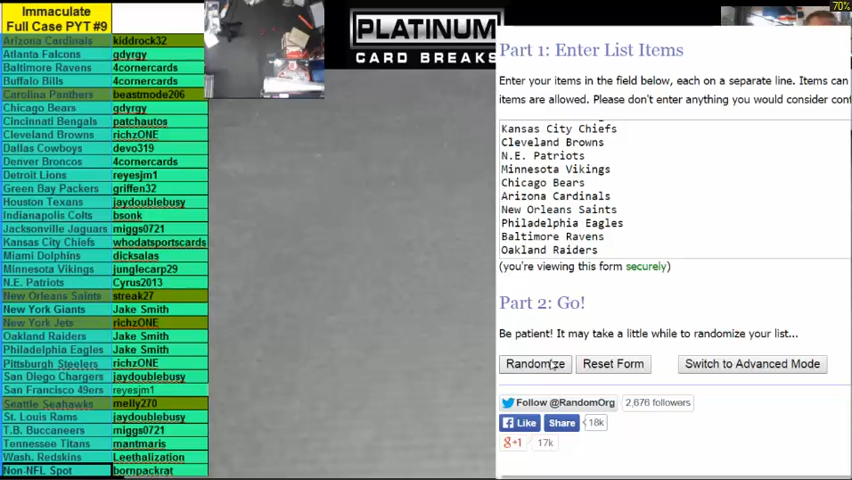 Immaculate
Full Case PYT #9
Arizona Cardinals kiddrock32
Atlanta Falcons gdyrgy
Baltimore Ravens 4cornercards
Buffalo Bills 4cornercards
Carolina Panthers beastmode206
Chicago Bears gdyrgy
Cincinnati Bengals patchautos
Cleveland Browns richzONE
Dallas Cowboys devo319
Denver Broncos 4cornercards
Detroit Lions reyesjm1
Green Bay Packers griffen32
Houston Texans jaydoublebusy
Indianapolis Colts bsonk
Jacksonville Jaguars miggs0721
Kansas City Chiefs whodatsportscards
Miami Dolphins dicksalas
Minnesota Vikings junglecarp29
N.E. Patriots Cyrus2013
New Orleans Saints streak27
New York Giants Jake Smith
New York Jets richzONE
Oakland Raiders Jake Smith
Philadelphia Eagles Jake Smith
Pittsburgh Steelers richzONE
San Diego Chargers jaydoublebusy
San Francisco 49ers reyesjm1
Seattle Seahawks melly270
St. Louis Rams jaydoublebusy
T.B. Buccaneers miggs0721
Tennessee Titans mantmaris
Wash. Redskins Leethalization
Non-NFL Spot bornpackrat
PLATINUM
CARD BREAKS
70%
Part 1: Enter List Items
Enter your items in the field below, each on a separate line. Items can
items are allowed. Please don't enter anything you would consider
Kansas City Chiefs
Cleveland Browns
N.E. Patriots
Minnesota Vikings
Chicago Bears
Arizona Cardinals
New Orleans Saints
Philadelphia Eagles
Baltimore Ravens
Oakland Raiders
(you're viewing this form securely)
Part 2: Go!
Be patient! It may take a little while to randomize your list...
Randomize Reset Form Switch to Advanced Mode
Follow @RandomOrg 2,676 followers
Like Share 18k
g+1 17k